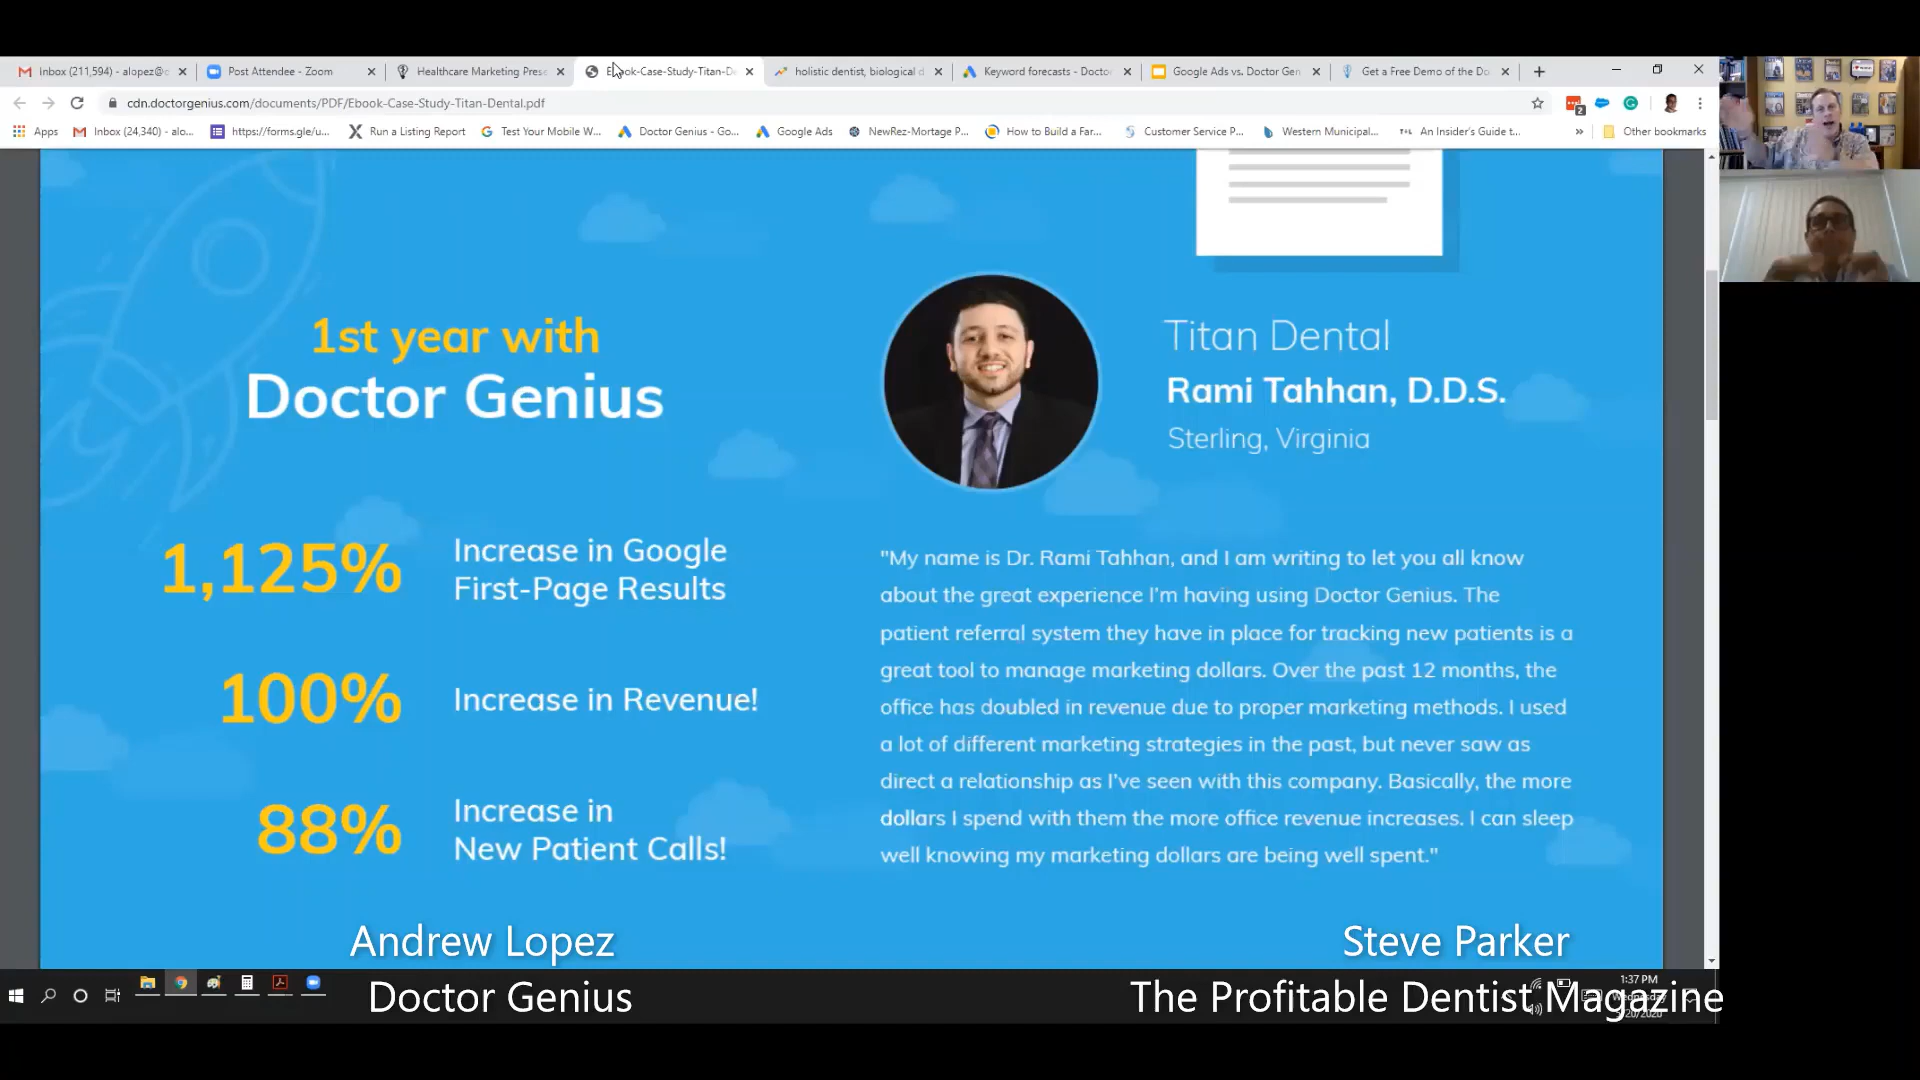 Inbox (211,594) - alopez@c
Post Attendee - Zoom
Healthcare Marketing Prese
Ebook-Case-Study-Titan-De
holistic dentist, biological d
Keyword forecasts - Docto
Google Ads vs. Doctor Gen
Get a Free Demo of the Do
cdn.doctorgenius.com/documents/PDF/Ebook-Case-Study-Titan-Dental.pdf
2
Apps
Inbox (24,340) - alo...
https://forms.gle/u...
Run a Listing Report
Test Your Mobile W...
Doctor Genius - Go...
Google Ads
NewRez-Mortage P...
How to Build a Far...
Customer Service P...
Western Municipal...
An Insider's Guide t...
»
Other bookmarks
1st year with
Doctor Genius
1,125%
Increase in Google
First-Page Results
100%
Increase in Revenue!
88%
Increase in
New Patient Calls!
Titan Dental
Rami Tahhan, D.D.S.
Sterling, Virginia
"My name is Dr. Rami Tahhan, and I am writing to let you all know
about the great experience I'm having using Doctor Genius. The
patient referral system they have in place for tracking new patients is a
great tool to manage marketing dollars. Over the past 12 months, the
office has doubled in revenue due to proper marketing methods. I used
a lot of different marketing strategies in the past, but never saw as
direct a relationship as I've seen with this company. Basically, the more
dollars I spend with them the more office revenue increases. I can sleep
well knowing my marketing dollars are being well spent."
Andrew Lopez
Doctor Genius
Steve Parker
The Profitable Dentist Magazine
1:37 PM
Wednesday